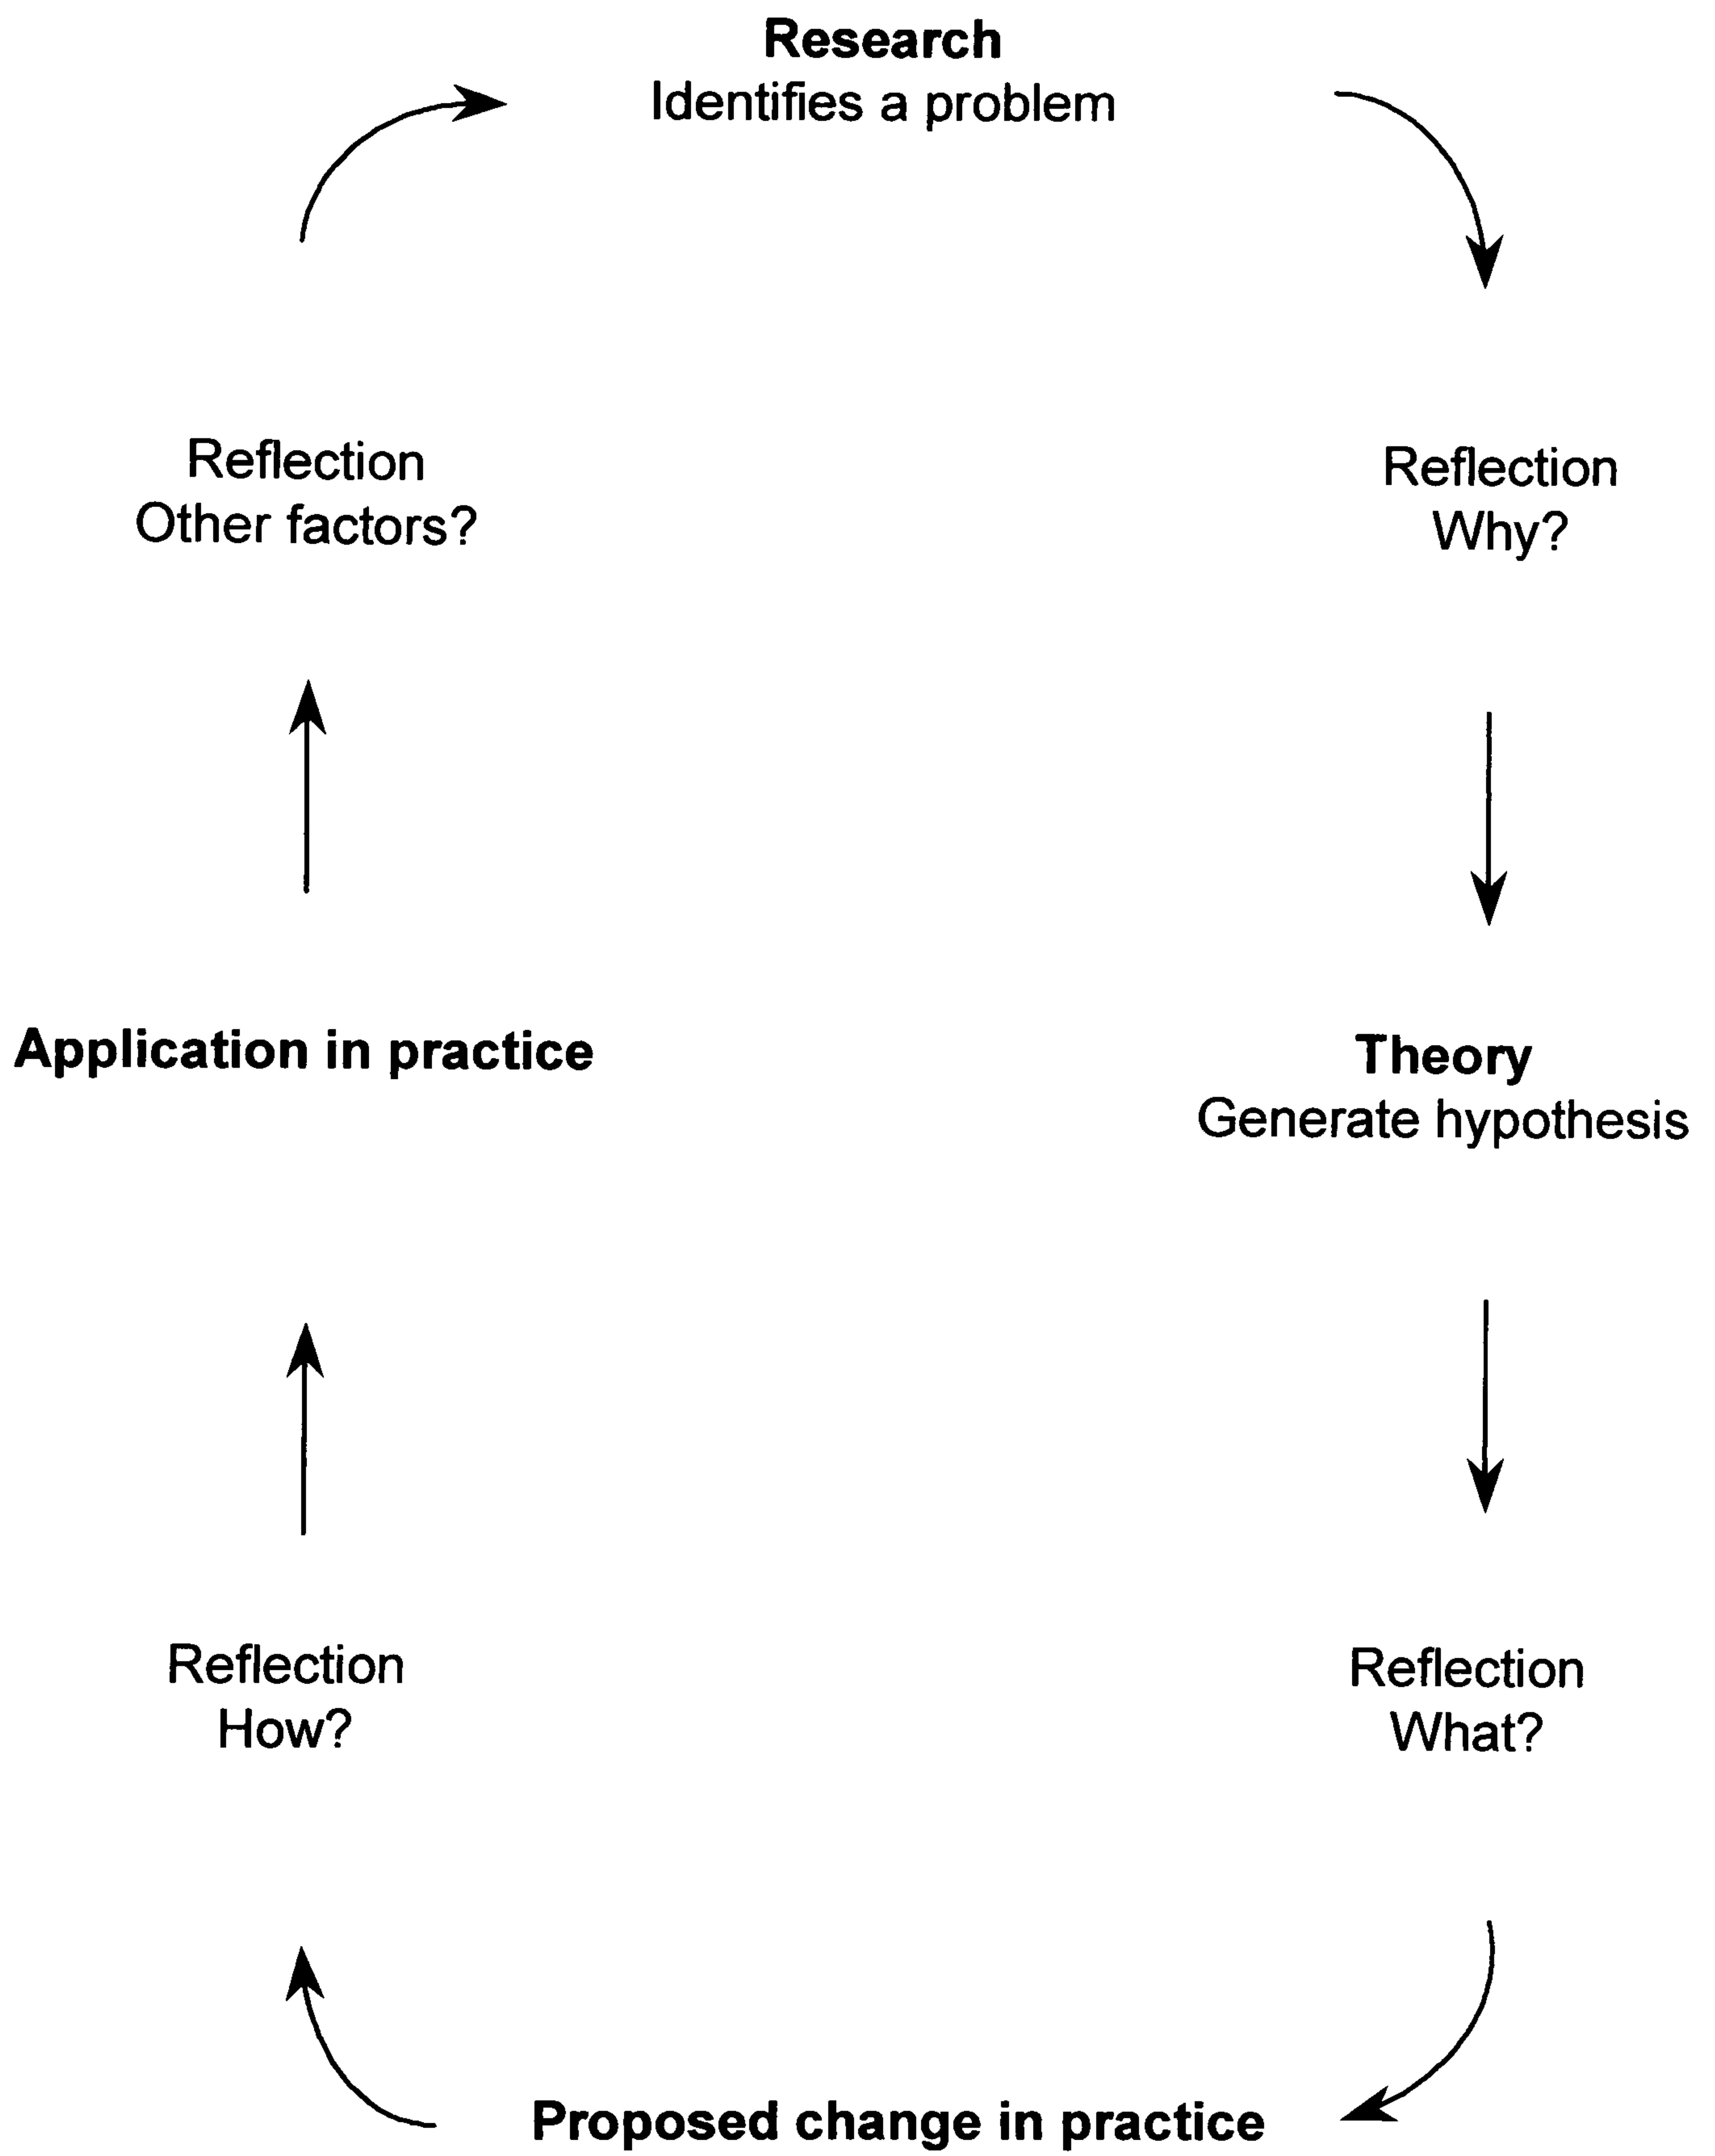 Research
Identifies a problem
Reflection
Why?
Theory
Generate hypothesis
Reflection
What?
Proposed change in practice
Reflection
How?
Application in practice
Reflection
Other factors?